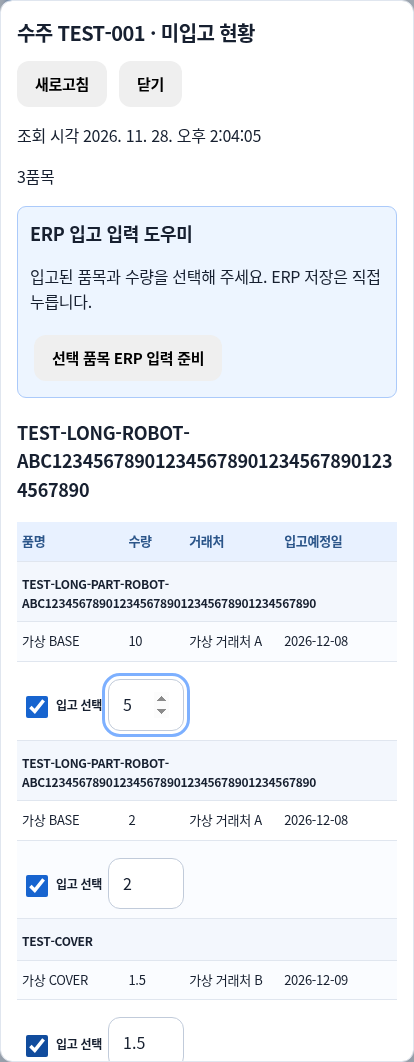 수주 TEST-001 · 미입고 현황
새로고침 닫기
조회 시각 2026. 11. 28. 오후 2:04:05
3품목
ERP 입고 입력 도우미
입고된 품목과 수량을 선택해 주세요. ERP 저장은 직접
누릅니다.
선택 품목 ERP 입력 준비
TEST-LONG-ROBOT-
ABC123456789012345678901234567890123
4567890
품명 수량 거래처 입고예정일
TEST-LONG-PART-ROBOT-
ABC1234567890123456789012345678901234567890
가상 BASE 10 가상 거래처 A 2026-12-08
입고 선택 5
TEST-LONG-PART-ROBOT-
ABC1234567890123456789012345678901234567890
가상 BASE 2 가상 거래처 A 2026-12-08
입고 선택 2
TEST-COVER
가상 COVER 1.5 가상 거래처 B 2026-12-09
입고 선택 1.5